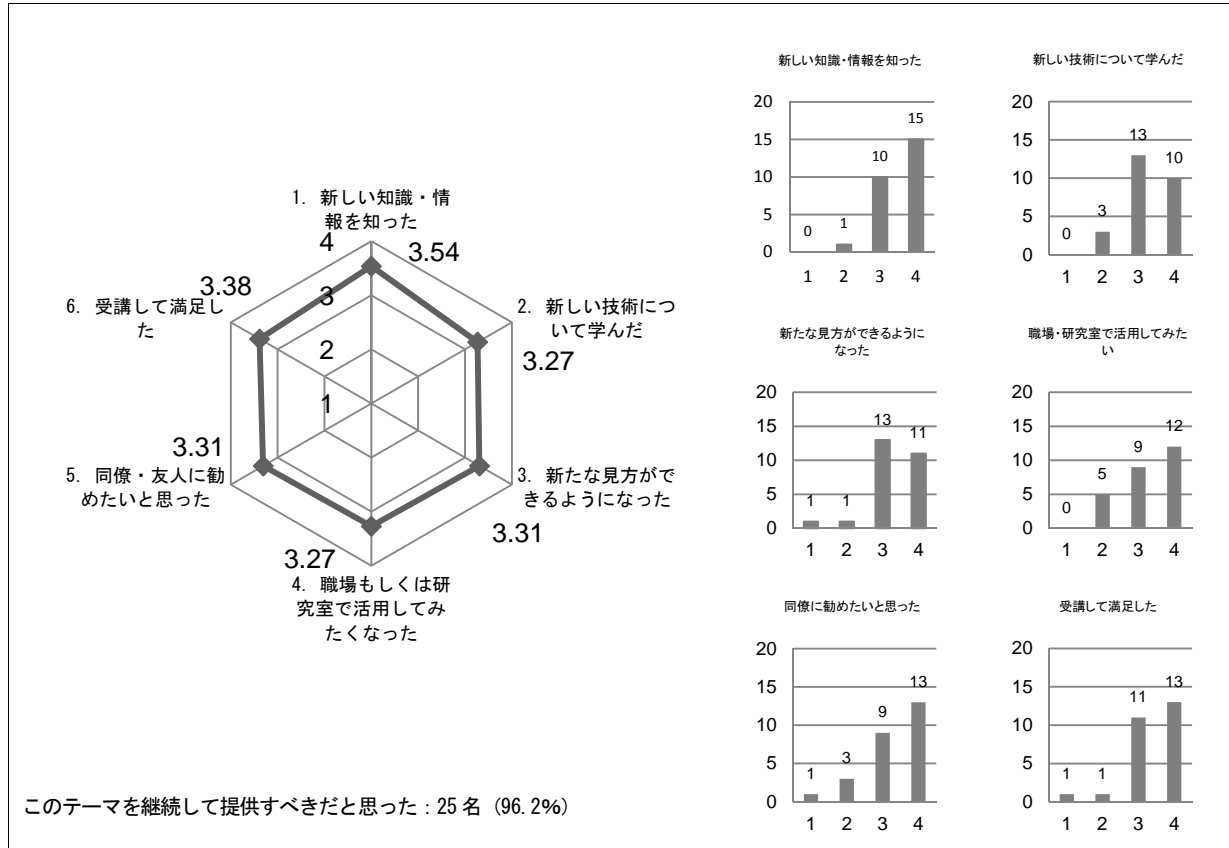 1. 新しい知識・情
報を知った
4
3.54
3.38
6. 受講して満足し
た
3
2. 新しい技術につ
いて学んだ
3.27
2
1
3.31
5. 同僚・友人に勧
めたいと思った
3. 新たな見方がで
きるようになった
3.31
3.27
4. 職場もしくは研
究室で活用してみ
たくなった
このテーマを継続して提供すべきだと思った:25名(96.2%)
新しい知識・情報を知った
20
15
10
5
0
0
1
10
15
1 2 3 4
新しい技術について学んだ
20
15
10
5
0
0
3
13
10
1 2 3 4
新たな見方ができるように
なった
20
15
10
5
0
1
1
13
11
1 2 3 4
職場・研究室で活用してみた
い
20
15
10
5
0
0
5
9
12
1 2 3 4
同僚に勧めたいと思った
20
15
10
5
0
1
3
9
13
1 2 3 4
受講して満足した
20
15
10
5
0
1
1
11
13
1 2 3 4